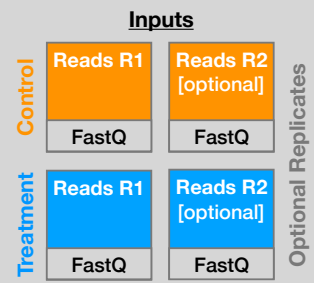 Inputs
Control
Reads R1
FastQ
Reads R2
[optional]
FastQ
Treatment
Reads R1
FastQ
Reads R2
[optional]
FastQ
Optional Replicates